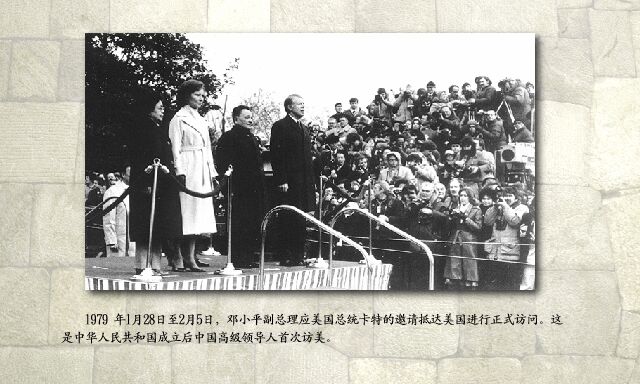 1979 年1月28日至2月5日，邓小平副总理应美国总统卡特的邀请抵达美国进行正式访问。这
是中华人民共和国成立后中国高级领导人首次访美。